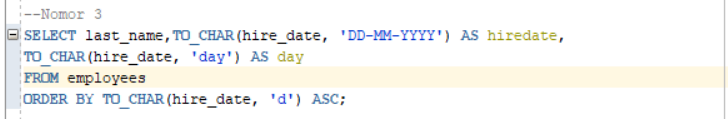 --Nomor 3
SELECT last_name,TO_CHAR(hire_date, 'DD-MM-YYYY') AS hiredate,
TO_CHAR(hire_date, 'day') AS day
FROM employees
ORDER BY TO_CHAR(hire_date, 'd') ASC;